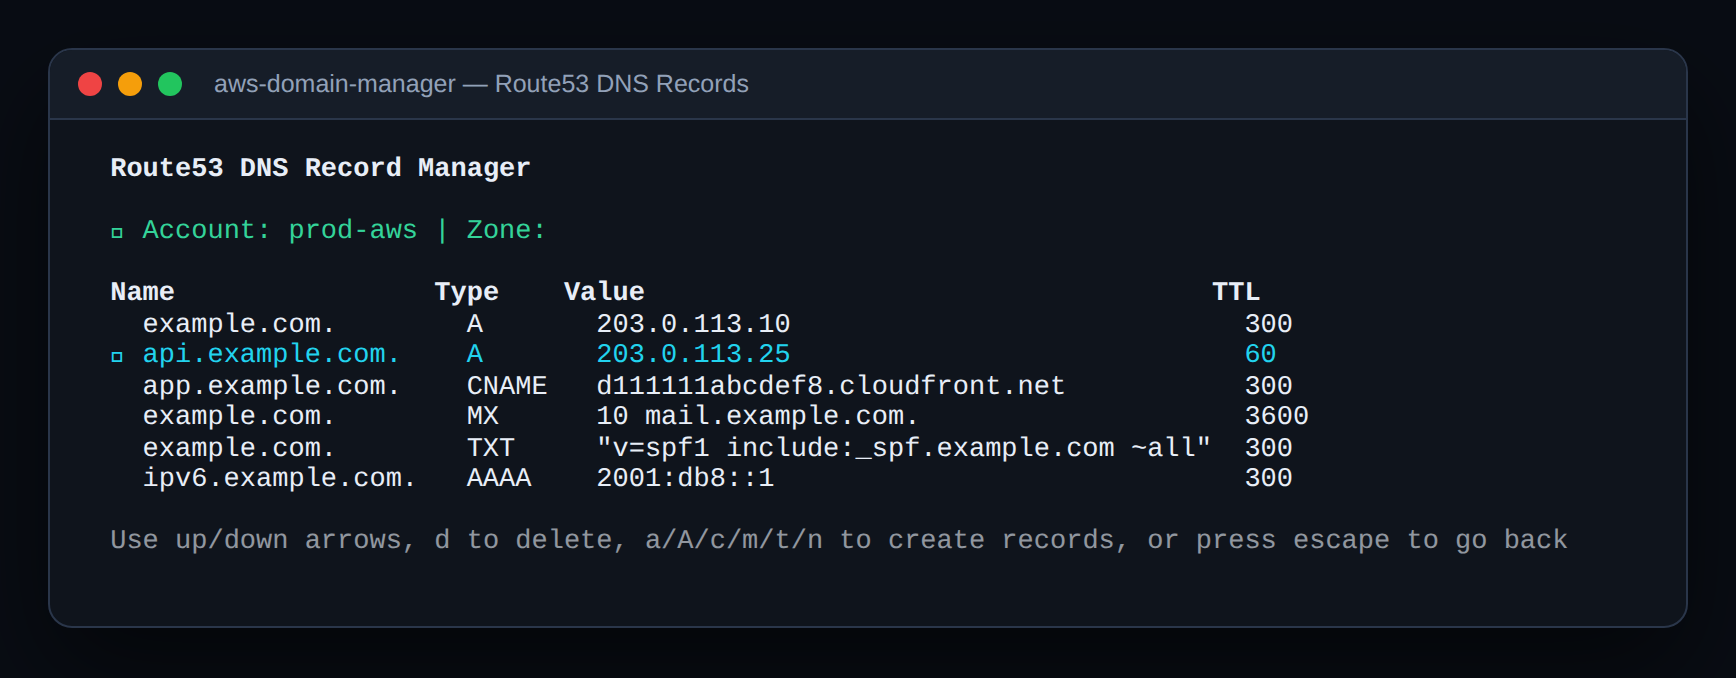 aws-domain-manager — Route53 DNS Records
Route53 DNS Record Manager
Account: prod-aws | Zone:
Name Type Value TTL
example.com. A 203.0.113.10 300
api.example.com. A 203.0.113.25 60
app.example.com. CNAME d111111abcdef8.cloudfront.net 300
example.com. MX 10 mail.example.com. 3600
example.com. TXT "v=spf1 include:_spf.example.com ~all" 300
ipv6.example.com. AAAA 2001:db8::1 300
Use up/down arrows, d to delete, a/A/c/m/t/n to create records, or press escape to go back